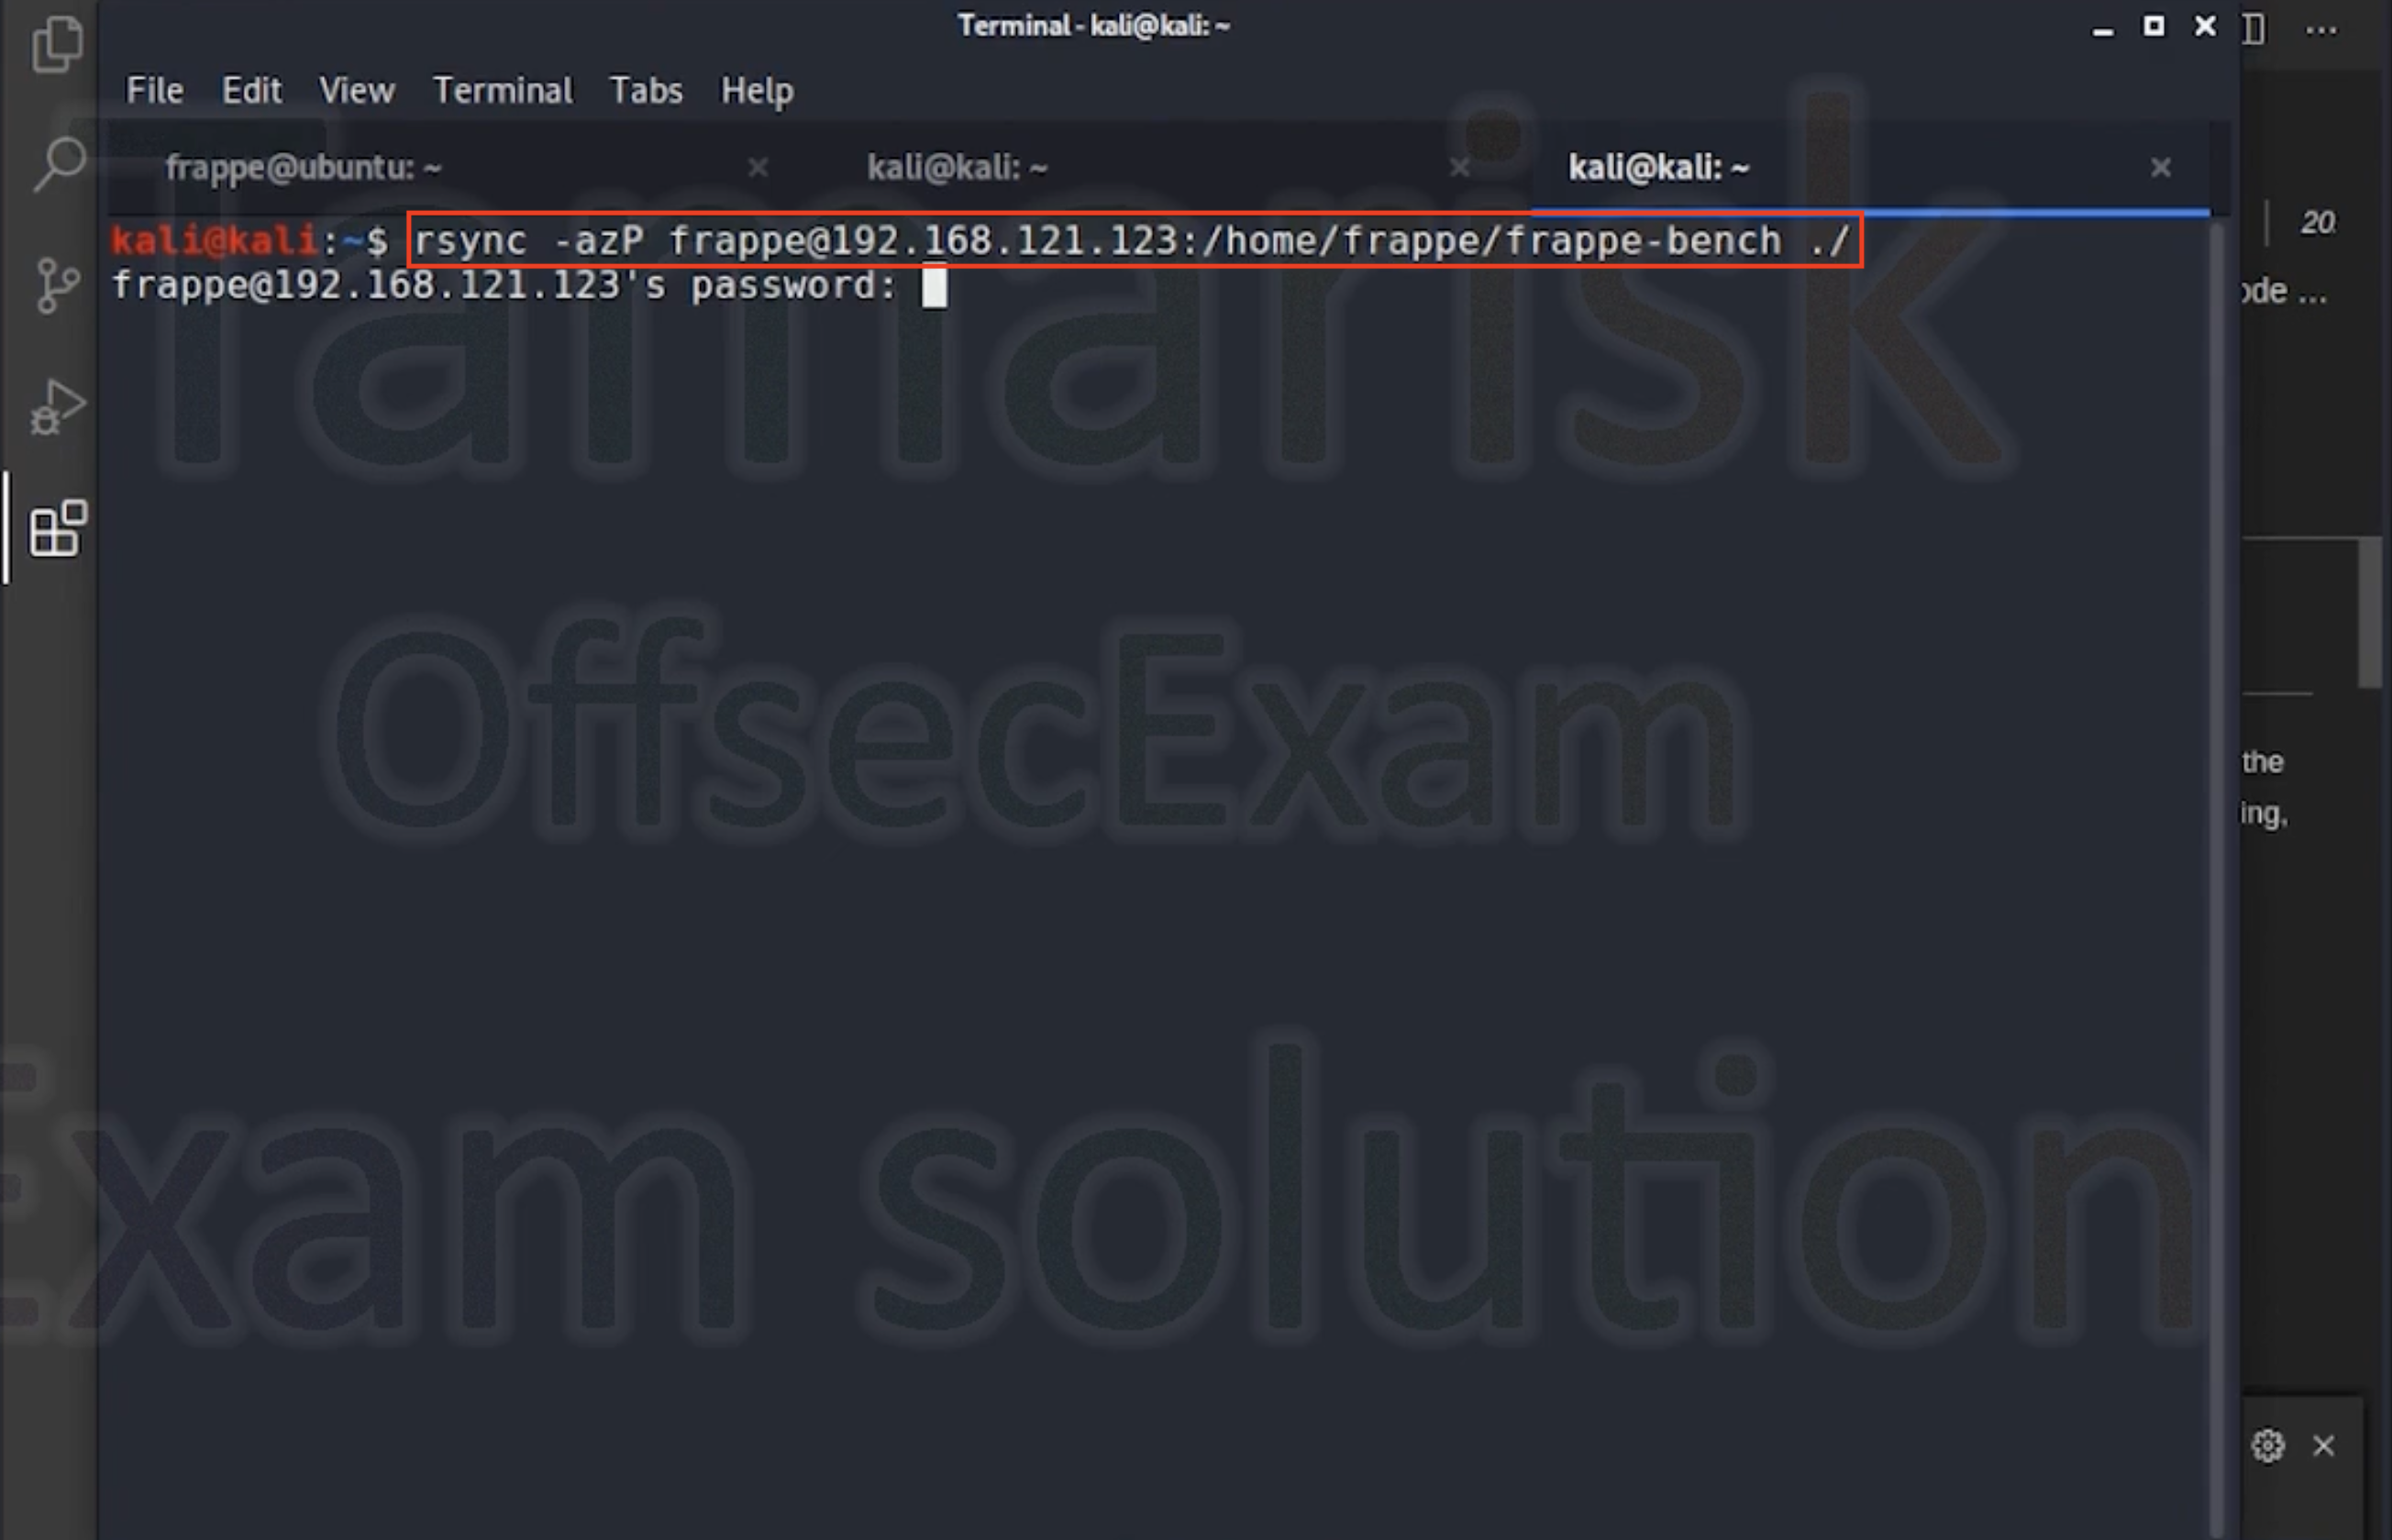 Terminal - kali@kali: ~
File Edit View Terminal Tabs Help
frappe@ubuntu: ~
kali@kali: ~
kali@kali: ~
kali@kali:~$ rsync -azP frappe@192.168.121.123:/home/frappe/frappe-bench ./
frappe@192.168.121.123's password:
20
ode ...
the
ing,
Tamarisk
OffsecExam
Exam solution